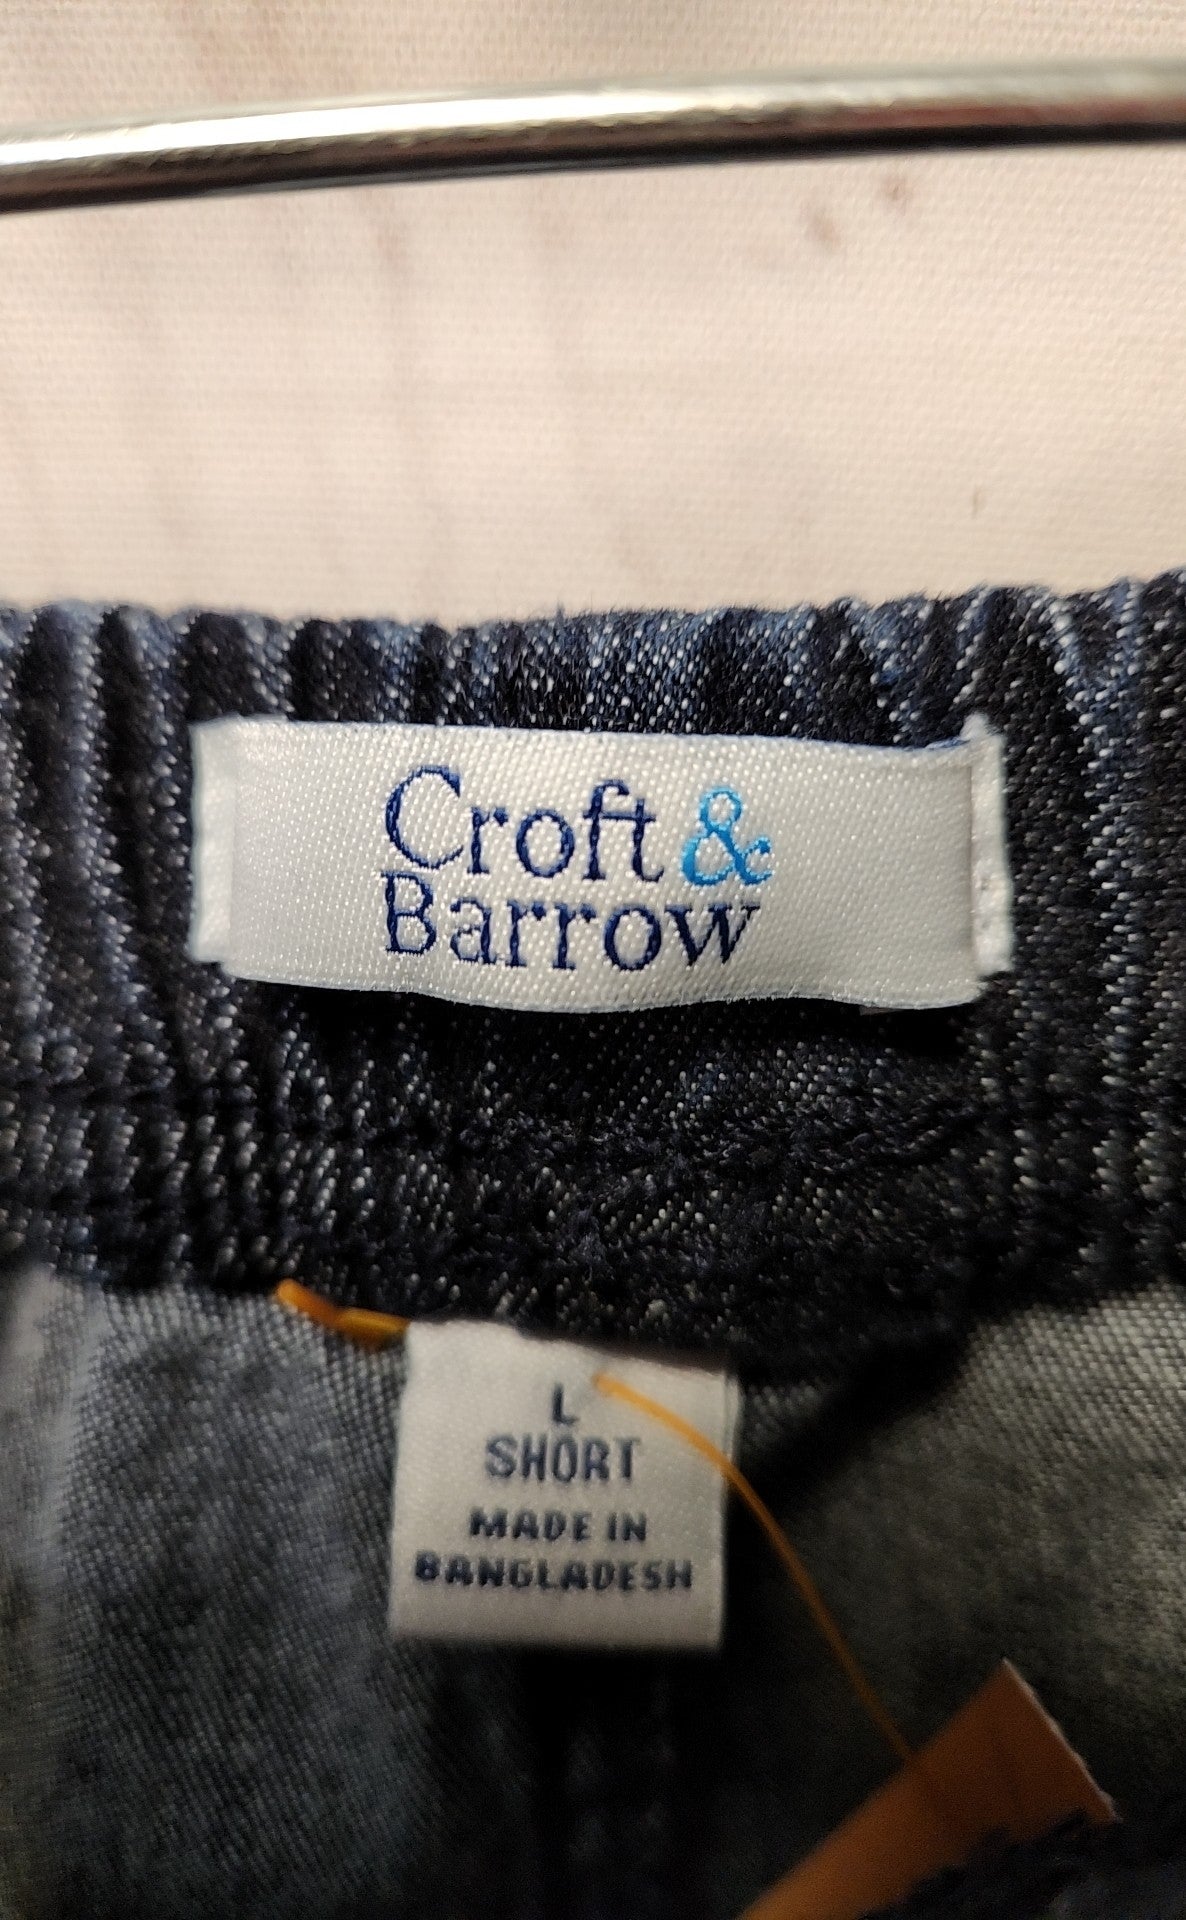 Croft &
Barrow
L
SHORT
MADE IN
BANGLADESH